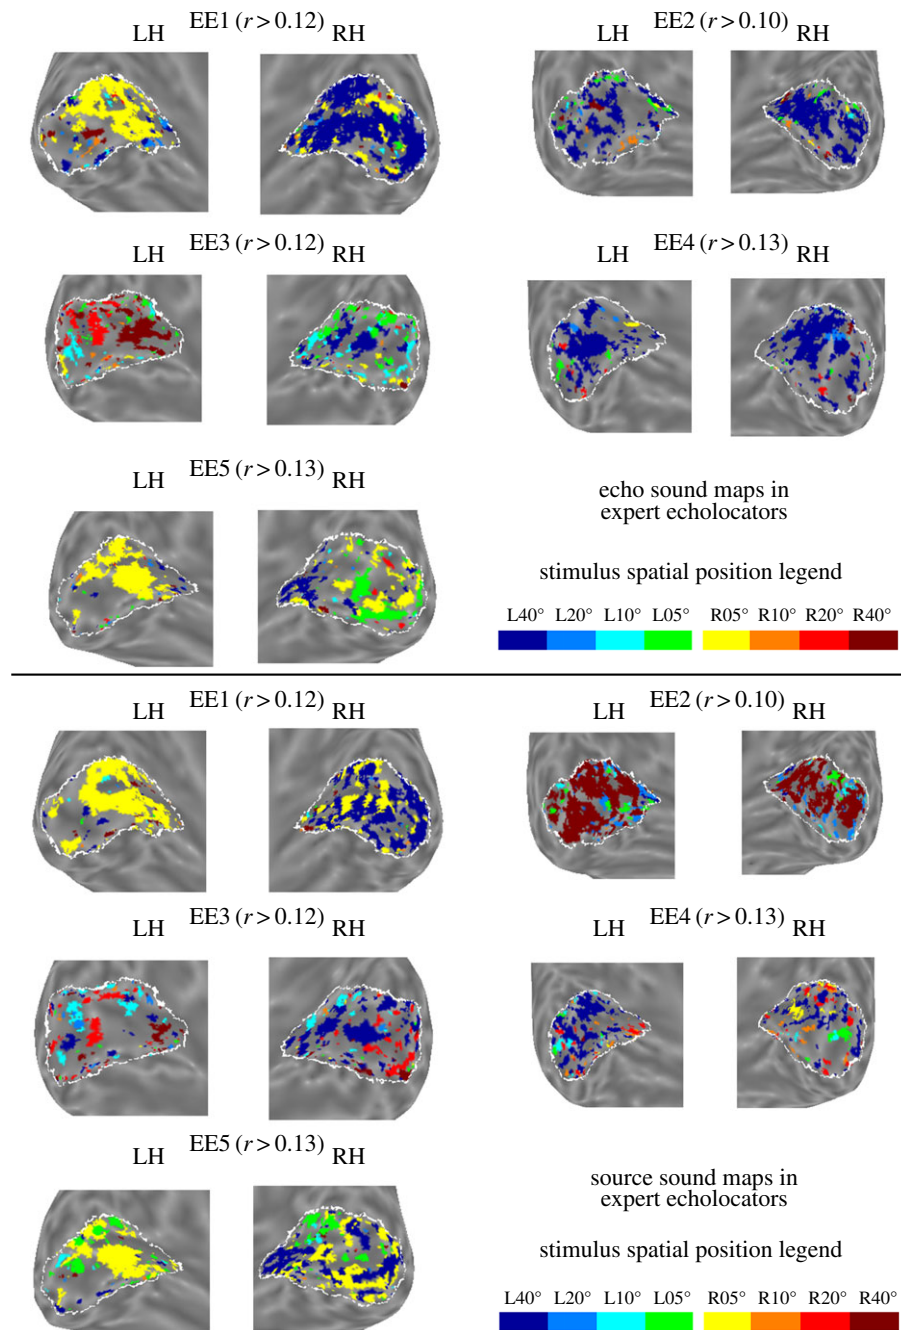 EE1 (r > 0.12)
LH RH
EE2 (r > 0.10)
LH RH
EE3 (r > 0.12)
LH RH
EE4 (r > 0.13)
LH RH
EE5 (r > 0.13)
LH RH
echo sound maps in
expert echolocators
stimulus spatial position legend
L40° L20° L10° L05° R05° R10° R20° R40°
EE1 (r > 0.12)
LH RH
EE2 (r > 0.10)
LH RH
EE3 (r > 0.12)
LH RH
EE4 (r > 0.13)
LH RH
EE5 (r > 0.13)
LH RH
source sound maps in
expert echolocators
stimulus spatial position legend
L40° L20° L10° L05° R05° R10° R20° R40°